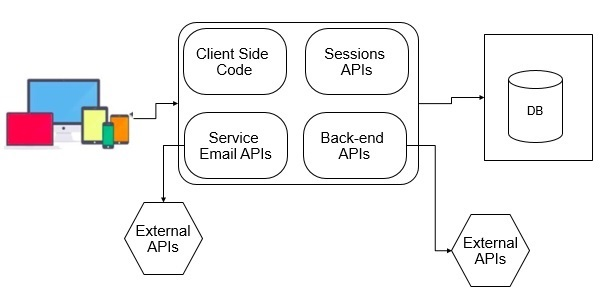 Client Side
Code
Sessions
APIs
Service
Email APIs
Back-end
APIs
DB
External
APIs
External
APIs